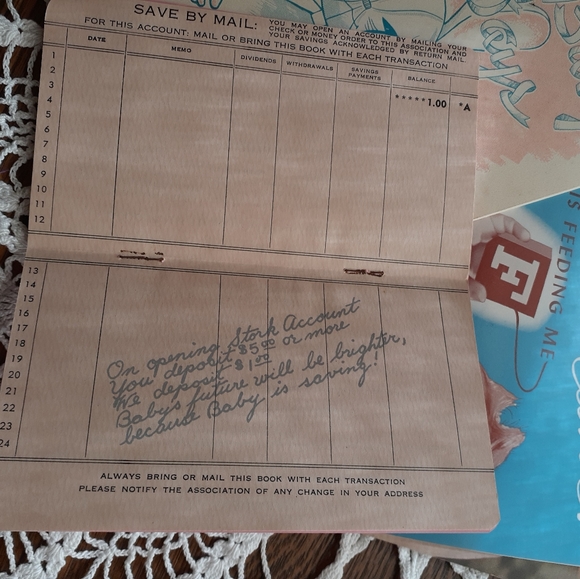 SAVE BY MAIL:
YOU MAY OPEN AN ACCOUNT BY MAILING YOUR
CHECK OR MONEY ORDER TO THIS ASSOCIATION AND
YOUR SAVINGS ACKNOWLEDGED BY RETURN MAIL
FOR THIS ACCOUNT: MAIL OR BRING THIS BOOK WITH EACH TRANSACTION
DATE MEMO DIVIDENDS WITHDRAWALS SAVINGS PAYMENTS BALANCE
1
2
3 *****1.00 *A
4
5
6
7
8
9
10
11
12
13
14
15
16
17
18
19
20
21
22
23
24
On opening Stork Account
You deposit $5.00 or more
We deposit $1.00
Baby's future will be brighter,
because Baby is saving!
ALWAYS BRING OR MAIL THIS BOOK WITH EACH TRANSACTION
PLEASE NOTIFY THE ASSOCIATION OF ANY CHANGE IN YOUR ADDRESS
E
FEEDING ME